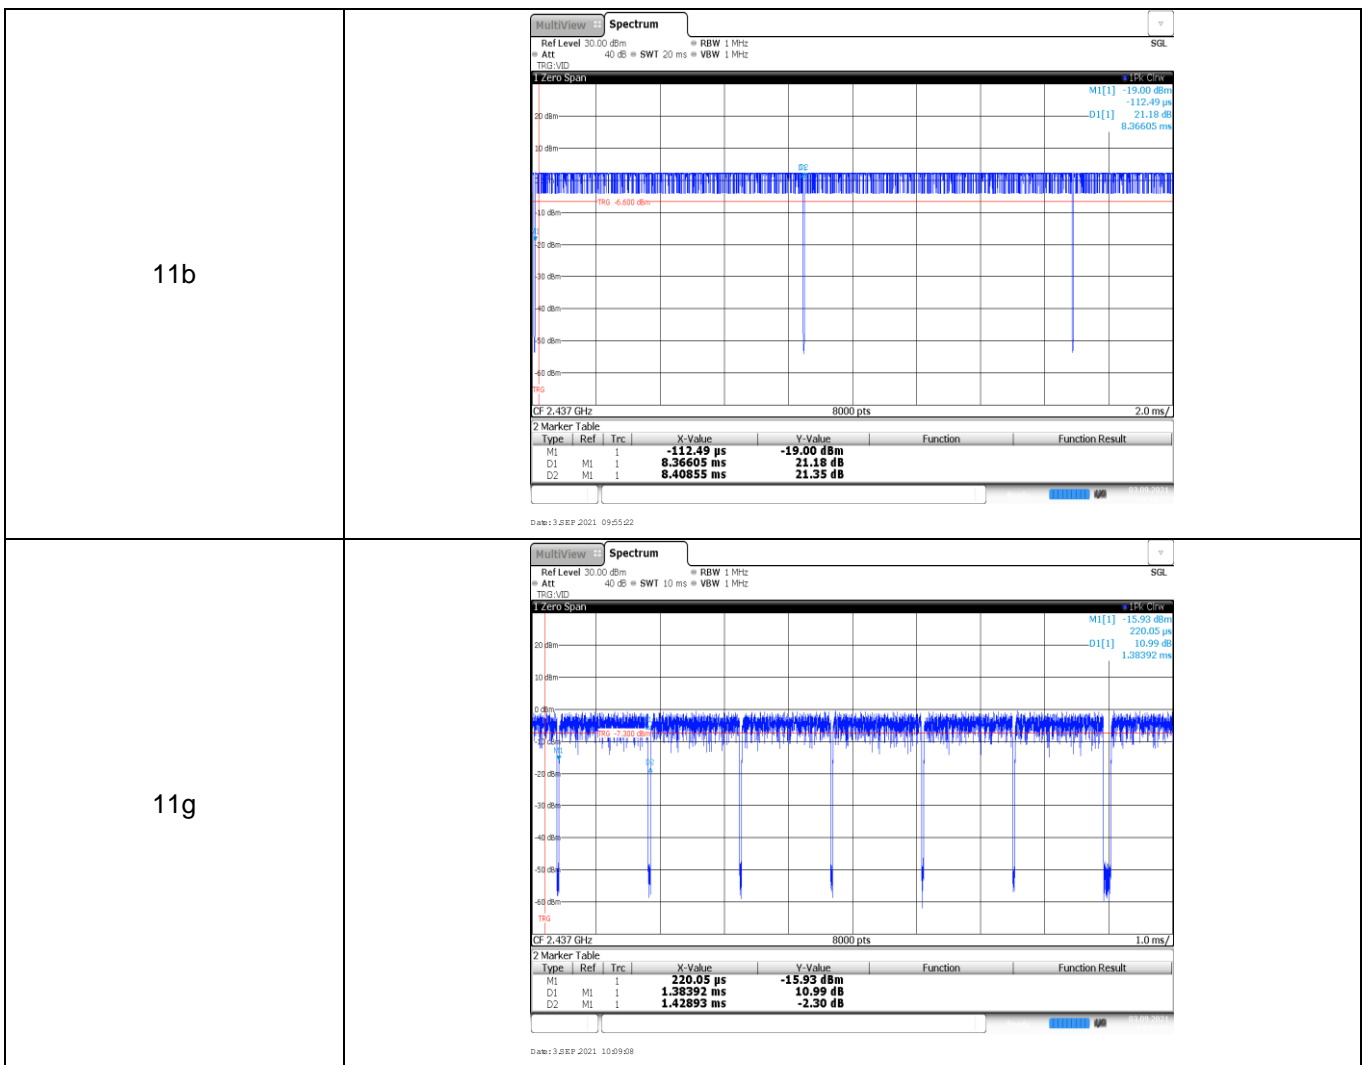 11b
MultiView Spectrum
Ref Level 30.00 dBm RBW 1 MHz SGL
Att 40 dB SWT 20 ms VBW 1 MHz
TRG:VID
1 Zero Span 1Pk Clrw
M1[1] -19.00 dBm
-112.49 µs
D1[1] 21.18 dB
8.36605 ms
20 dBm
10 dBm
TRG -6.600 dBm
-10 dBm
M1
-20 dBm
-30 dBm
-40 dBm
-50 dBm
-60 dBm
TRG
CF 2.437 GHz 8000 pts 2.0 ms/
2 Marker Table
Type Ref Trc X-Value Y-Value Function Function Result
M1 1 -112.49 µs -19.00 dBm
D1 M1 1 8.36605 ms 21.18 dB
D2 M1 1 8.40855 ms 21.35 dB
Date: 3.SEP.2021 09:55:22
11g
MultiView Spectrum
Ref Level 30.00 dBm RBW 1 MHz SGL
Att 40 dB SWT 10 ms VBW 1 MHz
TRG:VID
1 Zero Span 1Pk Clrw
M1[1] -15.93 dBm
220.05 µs
D1[1] 10.99 dB
1.38392 ms
20 dBm
10 dBm
0 dBm
TRG -7.300 dBm
-10 dBm
M1
D2
-20 dBm
-30 dBm
-40 dBm
-50 dBm
-60 dBm
TRG
CF 2.437 GHz 8000 pts 1.0 ms/
2 Marker Table
Type Ref Trc X-Value Y-Value Function Function Result
M1 1 220.05 µs -15.93 dBm
D1 M1 1 1.38392 ms 10.99 dB
D2 M1 1 1.42893 ms -2.30 dB
Date: 3.SEP.2021 10:09:08